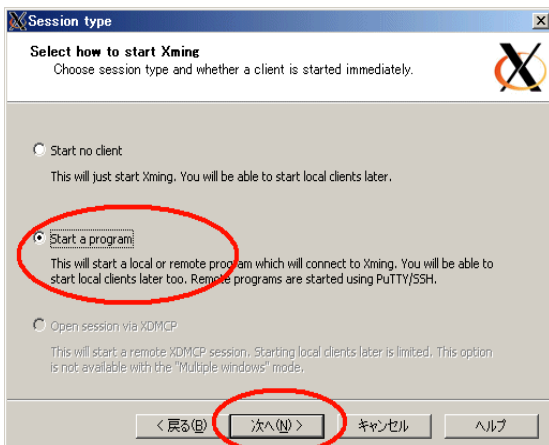 Session type
Select how to start Xming
Choose session type and whether a client is started immediately.
Start no client
This will just start Xming. You will be able to start local clients later.
Start a program
This will start a local or remote program which will connect to Xming. You will be able to
start local clients later too. Remote programs are started using PuTTY/SSH.
Open session via XDMCP
This will start a remote XDMCP session. Starting local clients later is limited. This option
is not available with the "Multiple windows" mode.
< 戻る(B) 次へ(N) > キャンセル ヘルプ